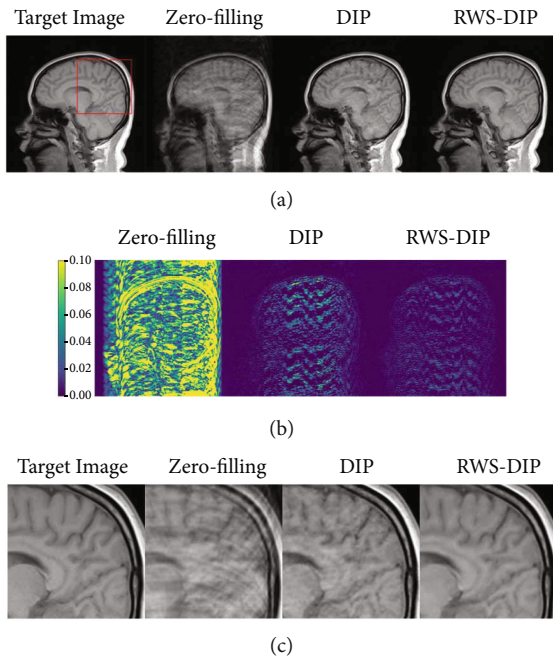 Target Image Zero-filling DIP RWS-DIP
(a)
Zero-filling DIP RWS-DIP
0.10
0.08
0.06
0.04
0.02
0.00
(b)
Target Image Zero-filling DIP RWS-DIP
(c)